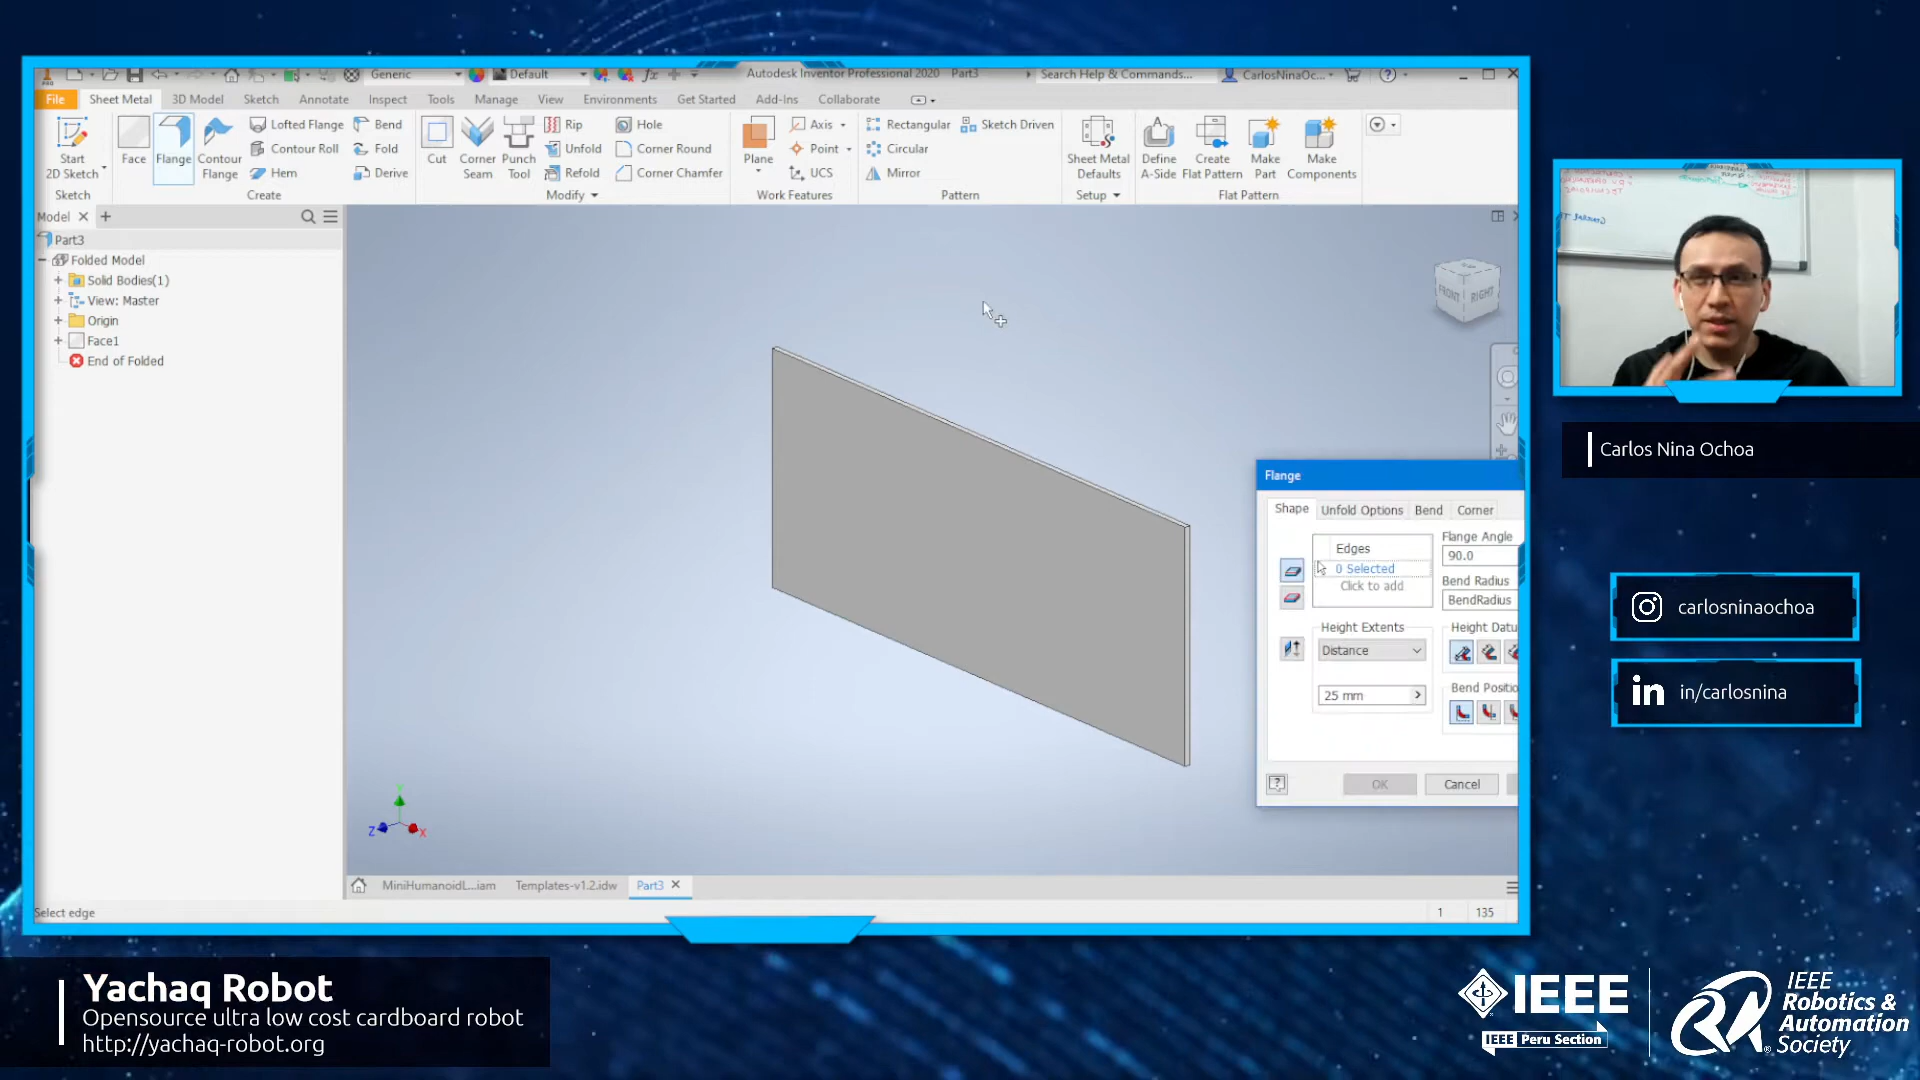 Generic
Default
Autodesk Inventor Professional 2020 Part3
Search Help & Commands...
CarlosNinaOc...
File
Sheet Metal
3D Model
Sketch
Annotate
Inspect
Tools
Manage
View
Environments
Get Started
Add-Ins
Collaborate
Start
2D Sketch
Sketch
Face
Flange
Contour
Flange
Lofted Flange
Contour Roll
Hem
Bend
Fold
Derive
Create
Cut
Corner
Seam
Punch
Tool
Rip
Unfold
Refold
Hole
Corner Round
Corner Chamfer
Modify
Plane
Axis
Point
UCS
Work Features
Rectangular
Circular
Mirror
Sketch Driven
Pattern
Sheet Metal
Defaults
Setup
Define
A-Side
Create
Flat Pattern
Make
Part
Make
Components
Flat Pattern
Model
Part3
Folded Model
Solid Bodies(1)
View: Master
Origin
Face1
End of Folded
FRONT
RIGHT
Flange
Shape
Unfold Options
Bend
Corner
Edges
0 Selected
Click to add
Flange Angle
90.0
Bend Radius
BendRadius
Height Extents
Distance
25 mm
Height Datu
Bend Positio
OK
Cancel
Y
Z
X
MiniHumanoidL...iam
Templates-v1.2.idw
Part3
Select edge
1
135
Carlos Nina Ochoa
carlosninaochoa
in/carlosnina
Yachaq Robot
Opensource ultra low cost cardboard robot
http://yachaq-robot.org
IEEE
IEEE Peru Section
IEEE
Robotics &
Automation
Society